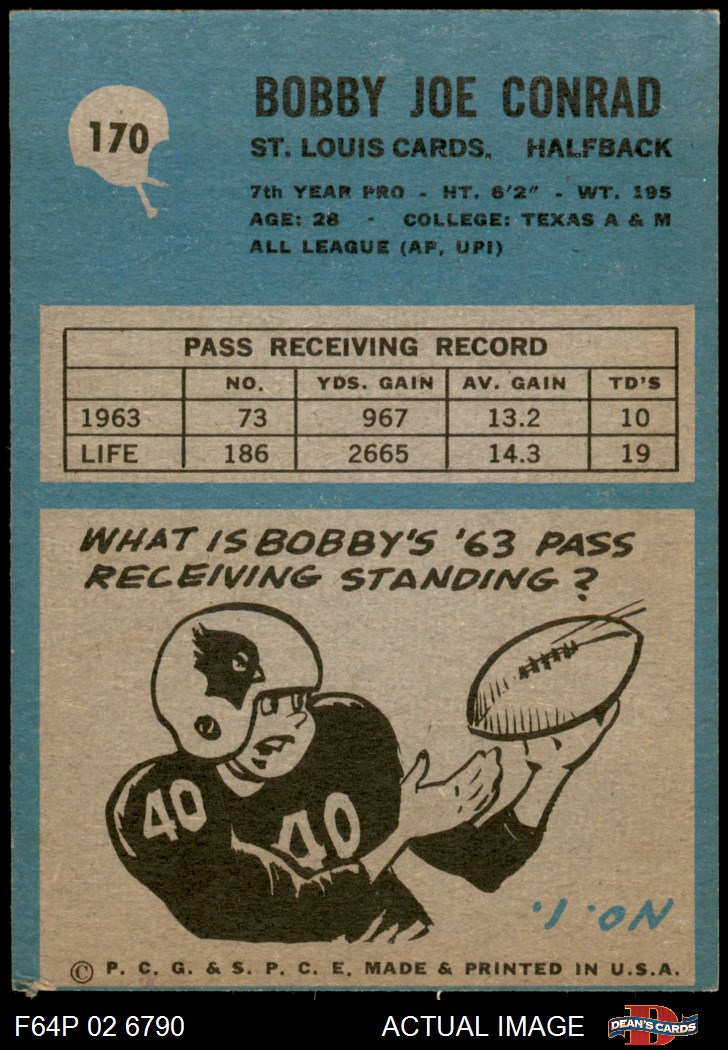 170
BOBBY JOE CONRAD
ST. LOUIS CARDS. HALFBACK
7th YEAR PRO - HT. 6'2" - WT. 195
AGE: 28 - COLLEGE: TEXAS A & M
ALL LEAGUE (AP, UPI)
PASS RECEIVING RECORD
NO. YDS. GAIN AV. GAIN TD'S
1963 73 967 13.2 10
LIFE 186 2665 14.3 19
WHAT IS BOBBY'S '63 PASS
RECEIVING STANDING?
40 40
NO. 1.
© P. C. G. & S. P. C. E. MADE & PRINTED IN U.S.A.
F64P 02 6790 ACTUAL IMAGE D DEAN'S CARDS